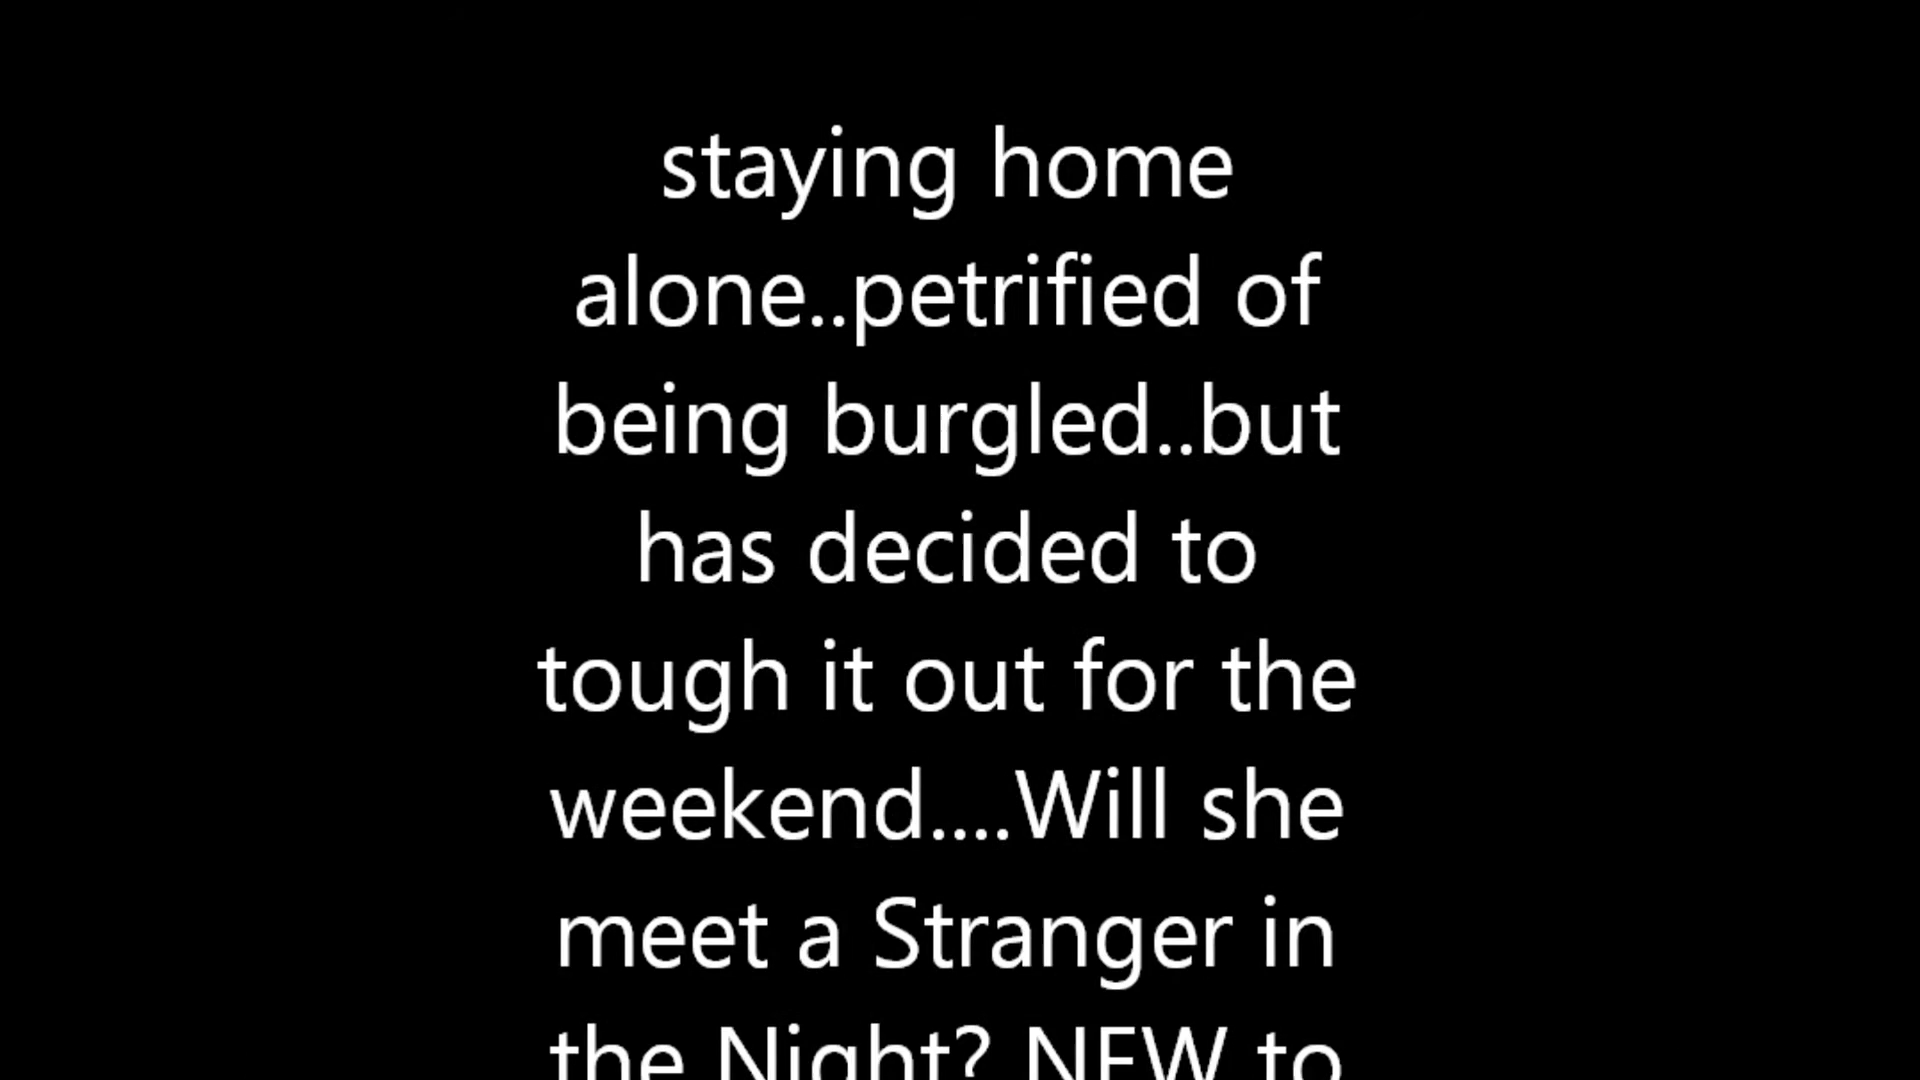 staying home
alone..petrified of
being burgled..but
has decided to
tough it out for the
weekend....Will she
meet a Stranger in
the Night? NEW to